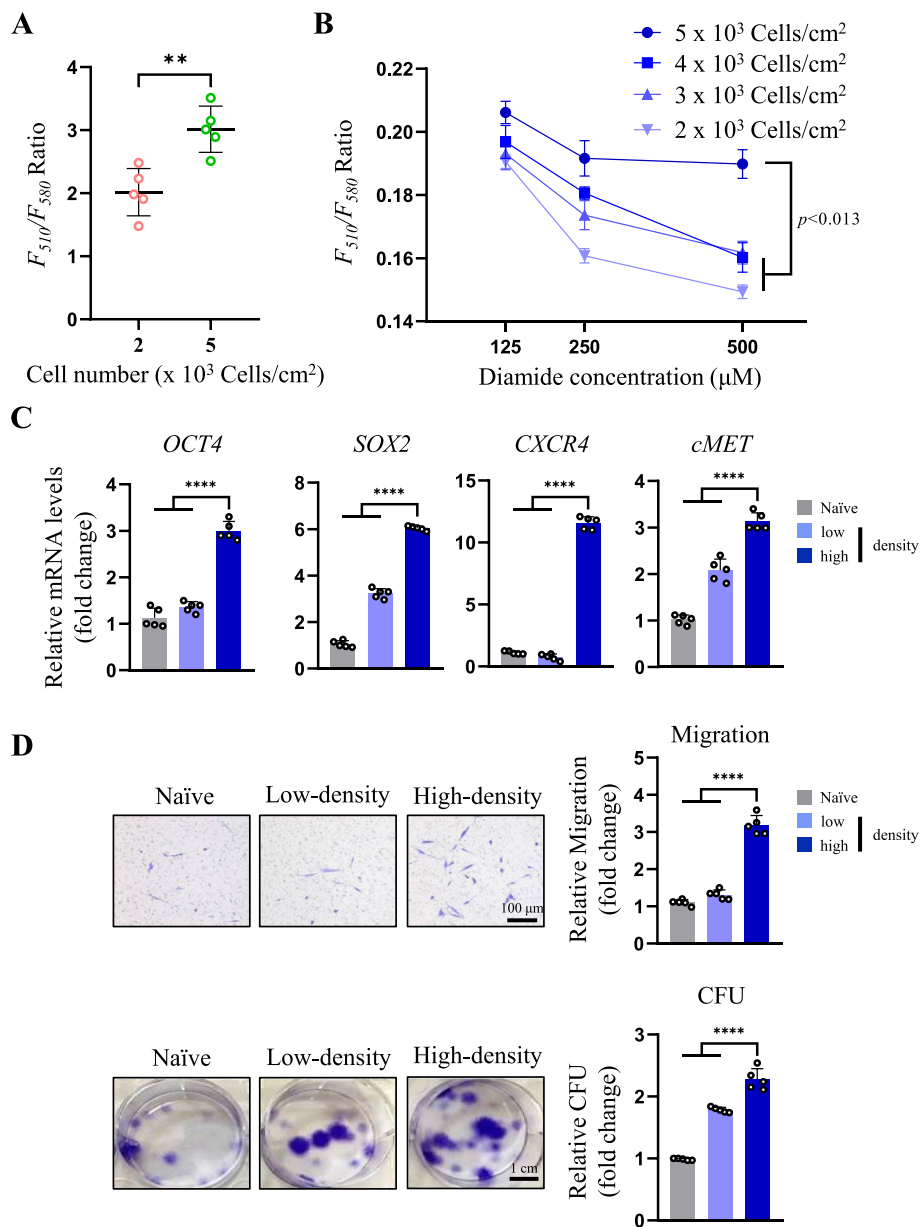 A
**
4
3
2
1
0
F510/F580 Ratio
2
5
Cell number (x 10³ Cells/cm²)
B
5 x 10³ Cells/cm²
4 x 10³ Cells/cm²
3 x 10³ Cells/cm²
2 x 10³ Cells/cm²
0.22
0.20
0.18
0.16
0.14
F510/F580 Ratio
p<0.013
125
250
500
Diamide concentration (μM)
C
Relative mRNA levels
(fold change)
OCT4
****
4
3
2
1
0
SOX2
****
8
6
4
2
0
CXCR4
****
15
10
5
0
cMET
****
4
3
2
1
0
Naïve
low
high
density
D
Naïve
Low-density
High-density
100 μm
Migration
Relative Migration
(fold change)
****
5
4
3
2
1
0
Naïve
low
high
density
Naïve
Low-density
High-density
1 cm
CFU
Relative CFU
(fold change)
****
3
2
1
0